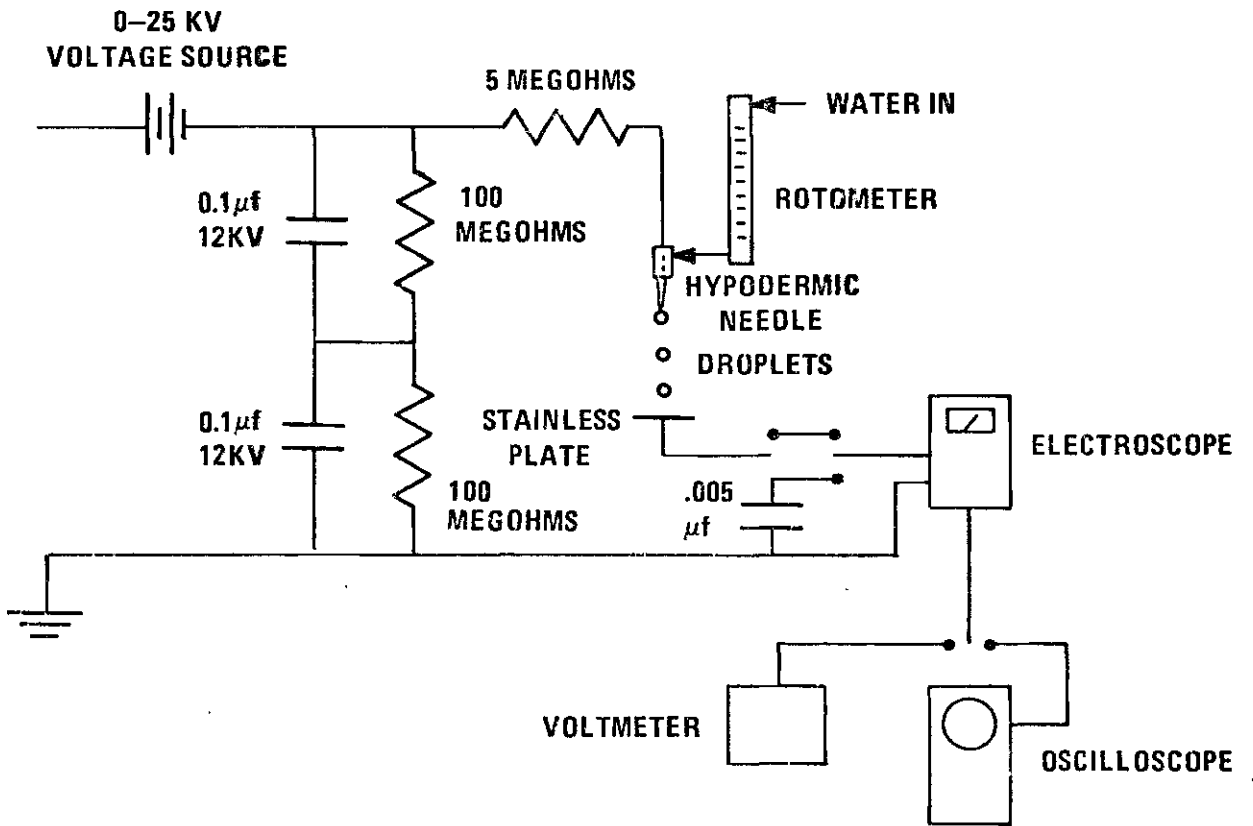 0–25 KV
VOLTAGE SOURCE
5 MEGOHMS
WATER IN
ROTOMETER
0.1μf
12KV
100
MEGOHMS
HYPODERMIC
NEEDLE
DROPLETS
STAINLESS
PLATE
0.1μf
12KV
100
MEGOHMS
.005
μf
ELECTROSCOPE
VOLTMETER
OSCILLOSCOPE